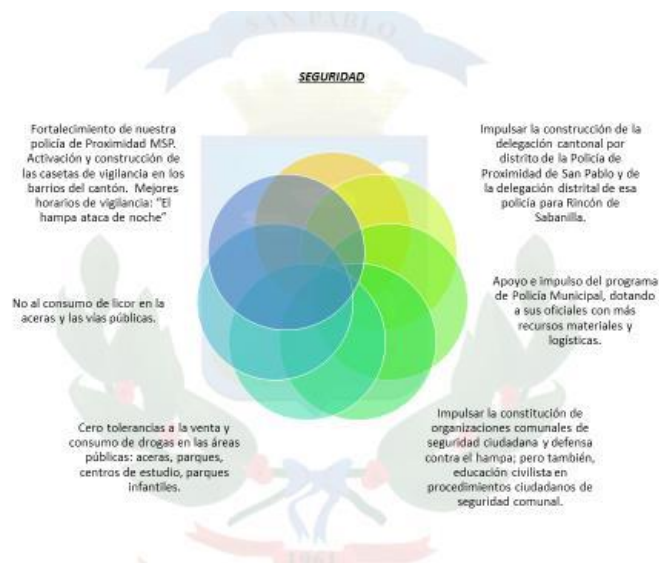 SAN PABLO
SEGURIDAD
Fortalecimiento de nuestra
policía de Proximidad MSP.
Activación y construcción de
las casetas de vigilancia en los
barrios del cantón. Mejores
horarios de vigilancia: "El
hampa ataca de noche"
Impulsar la construcción de la
delegación cantonal por
distrito de la Policía de
Proximidad de San Pablo y de
la delegación distrital de esa
policía para Rincón de
Sabanilla.
No al consumo de licor en la
aceras y las vías públicas.
Apoyo e impulso del programa
de Policía Municipal, dotando
a sus oficiales con más
recursos materiales y
logísticas.
Cero tolerancias a la venta y
consumo de drogas en las áreas
públicas: aceras, parques,
centros de estudio, parques
infantiles.
Impulsar la constitución de
organizaciones comunales de
seguridad ciudadana y defensa
contra el hampa; pero también,
educación civilista en
procedimientos ciudadanos de
seguridad comunal.
1961